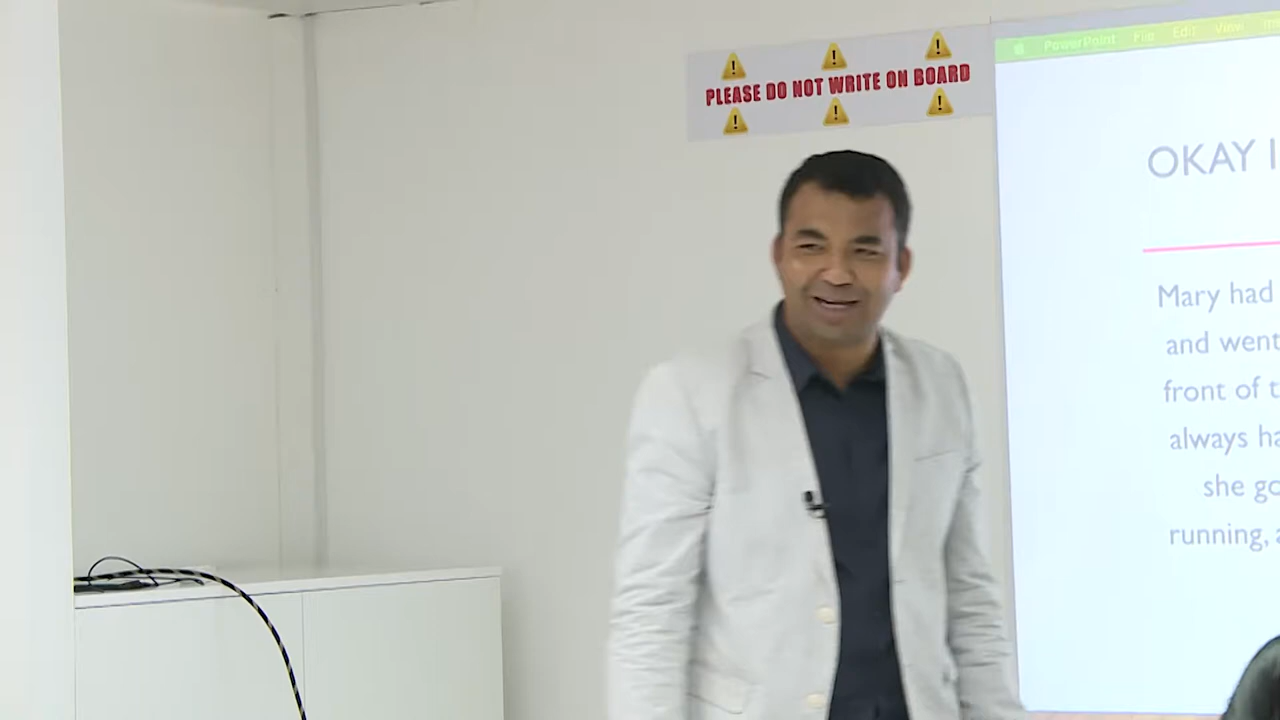 PLEASE DO NOT WRITE ON BOARD
PowerPoint File Edit View
OKAY I
Mary had
and went
front of t
always ha
she go
running, a